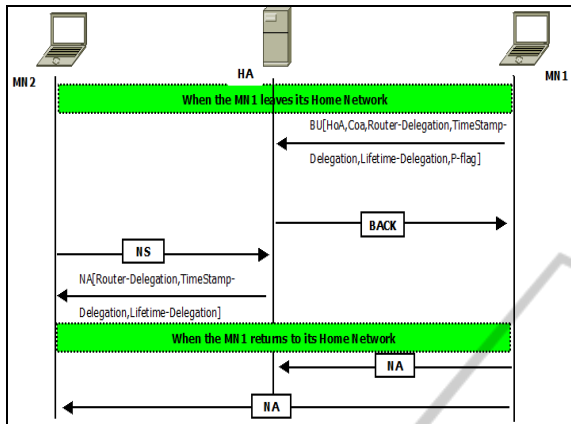 HA
MN2
MN1
When the MN1 leaves its Home Network
BU[HoA,Coa,Router-Delegation,TimeStamp-
Delegation,Lifetime-Delegation,P-flag]
BACK
NS
NA[Router-Delegation,TimeStamp-
Delegation,Lifetime-Delegation]
When the MN1 returns to its Home Network
NA
NA